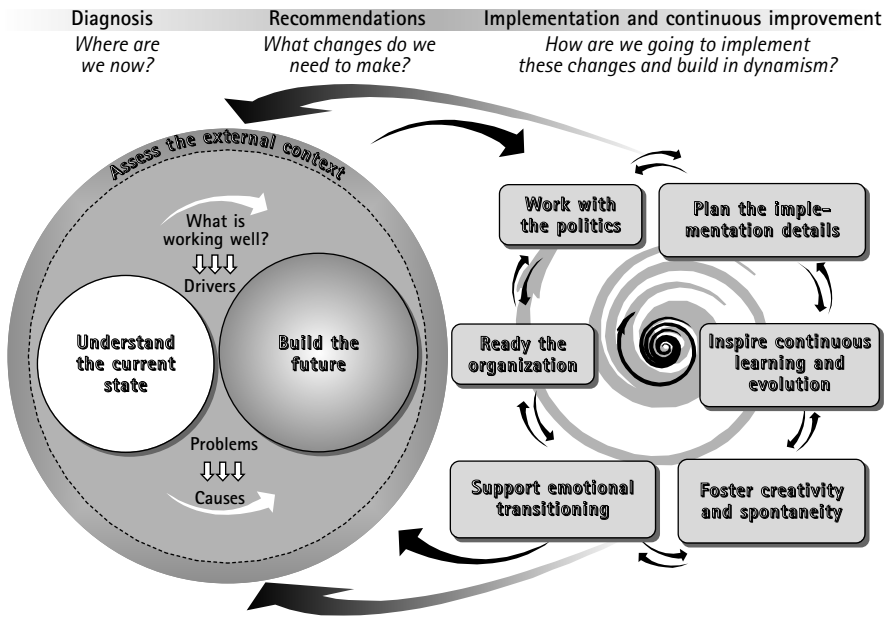 Diagnosis
Where are
we now?
Recommendations
What changes do we
need to make?
Implementation and continuous improvement
How are we going to implement
these changes and build in dynamism?
Assess the external context
What is
working well?
Drivers
Understand
the current
state
Build the
future
Problems
Causes
Work with
the politics
Plan the imple-
mentation details
Ready the
organization
Inspire continuous
learning and
evolution
Support emotional
transitioning
Foster creativity
and spontaneity